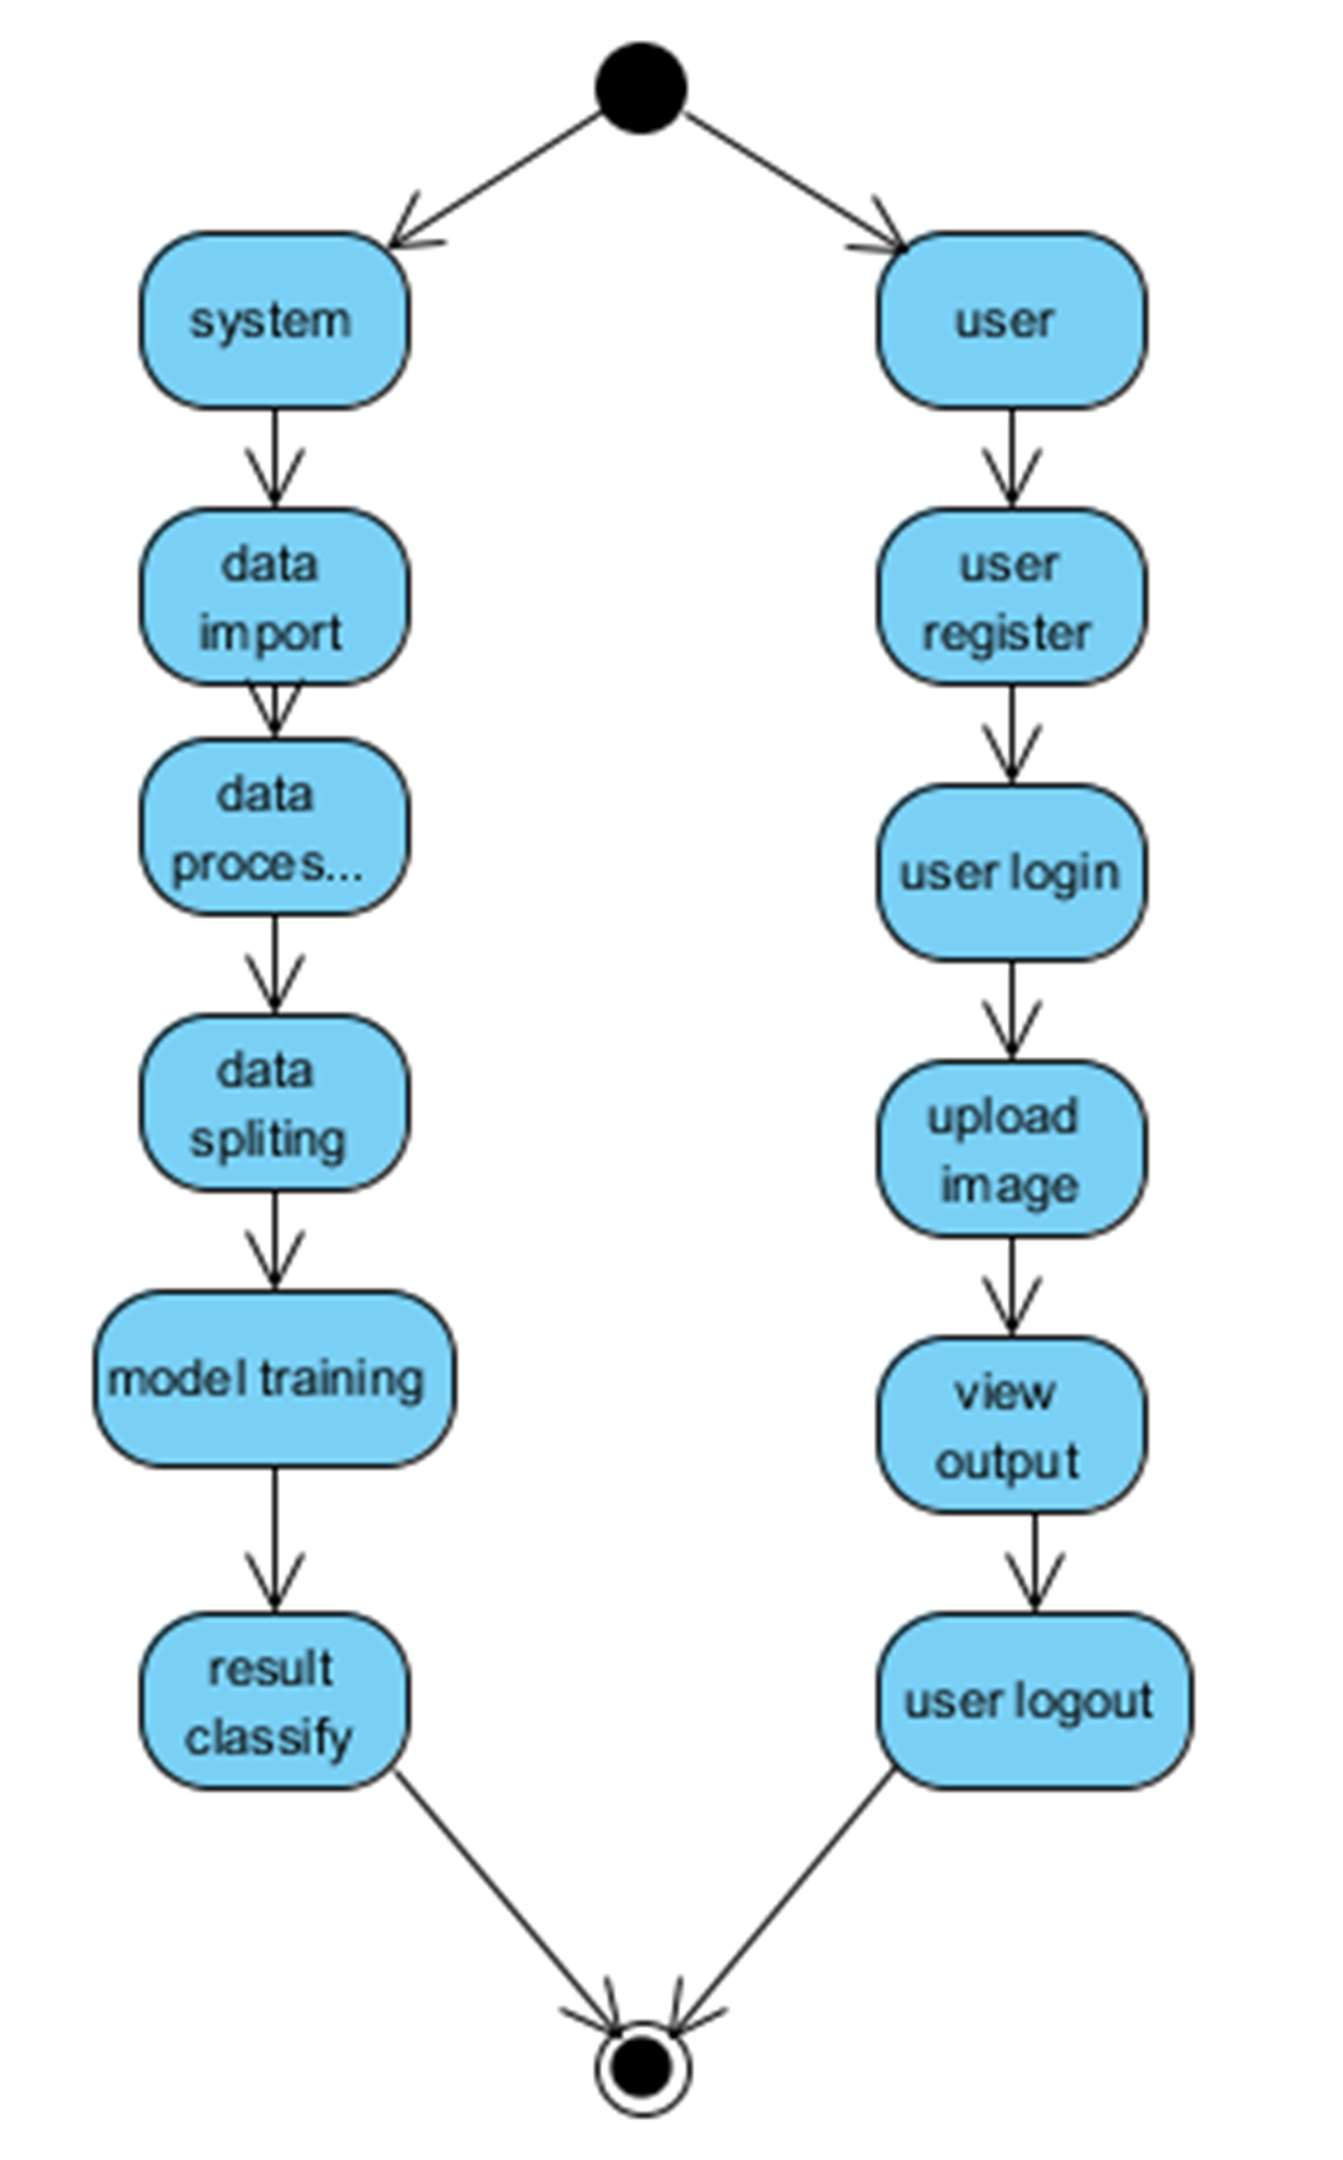 system
data
import
data
proces...
data
spliting
model training
result
classify
user
user
register
user login
upload
image
view
output
user logout